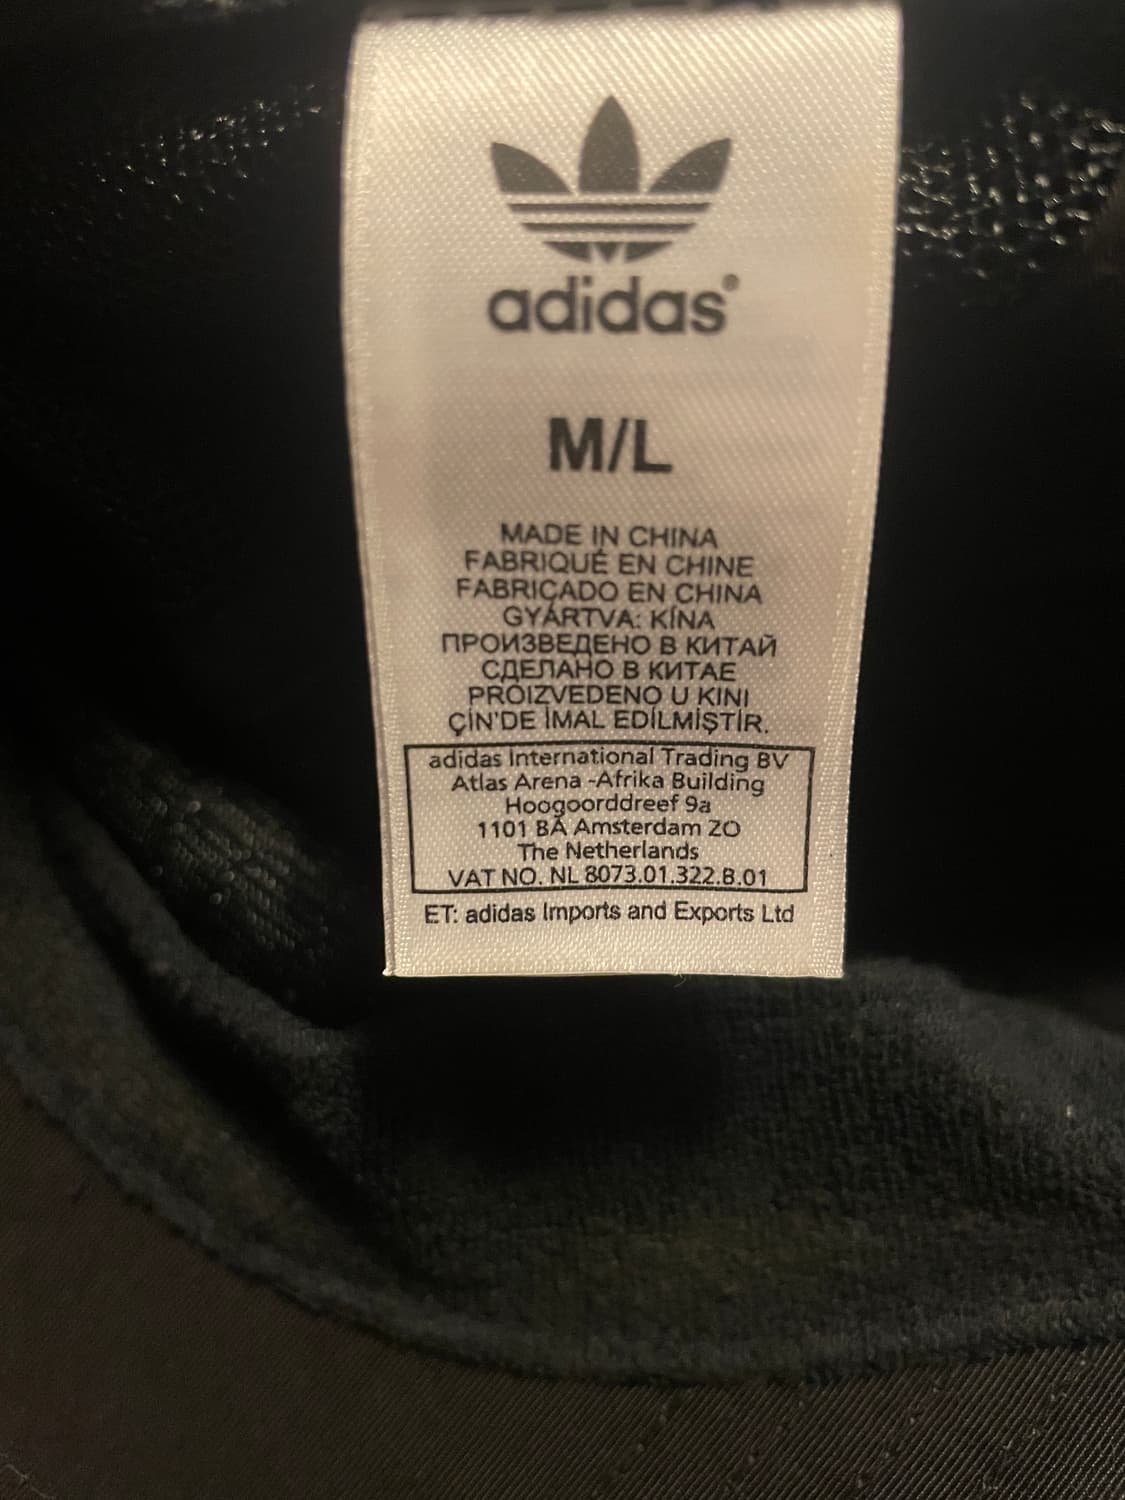 adidas®
M/L
MADE IN CHINA
FABRIQUÉ EN CHINE
FABRICADO EN CHINA
GYÁRTVA: KÍNA
ПРОИЗВЕДЕНО В КИТАЙ
СДЕЛАНО В КИТАЕ
PROIZVEDENO U KINI
ÇİN'DE İMAL EDİLMİŞTİR.
adidas International Trading BV
Atlas Arena -Afrika Building
Hoogoorddreef 9a
1101 BA Amsterdam ZO
The Netherlands
VAT NO. NL 8073.01.322.B.01
ET: adidas Imports and Exports Ltd